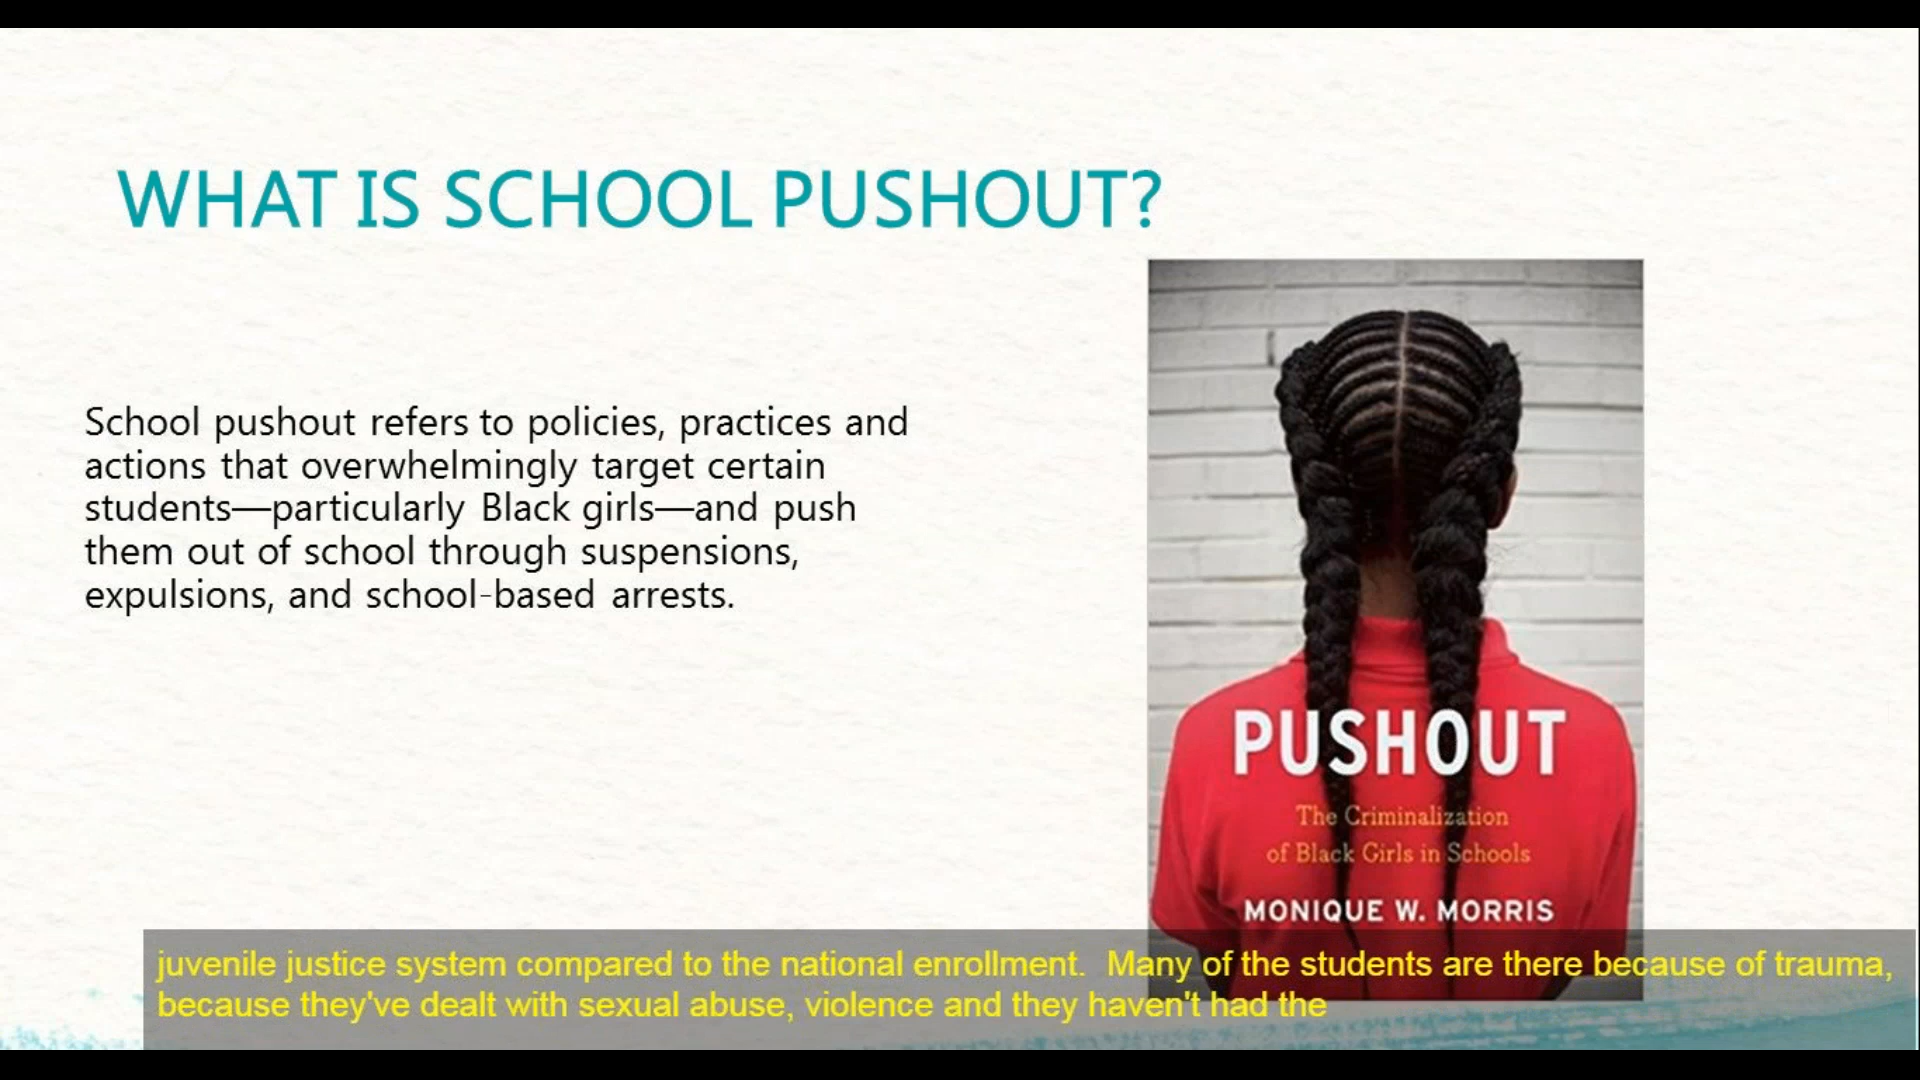 WHAT IS SCHOOL PUSHOUT?
School pushout refers to policies, practices and
actions that overwhelmingly target certain
students—particularly Black girls—and push
them out of school through suspensions,
expulsions, and school-based arrests.
PUSHOUT
The Criminalization
of Black Girls in Schools
MONIQUE W. MORRIS
juvenile justice system compared to the national enrollment.  Many of the students are there because of trauma,
because they've dealt with sexual abuse, violence and they haven't had the